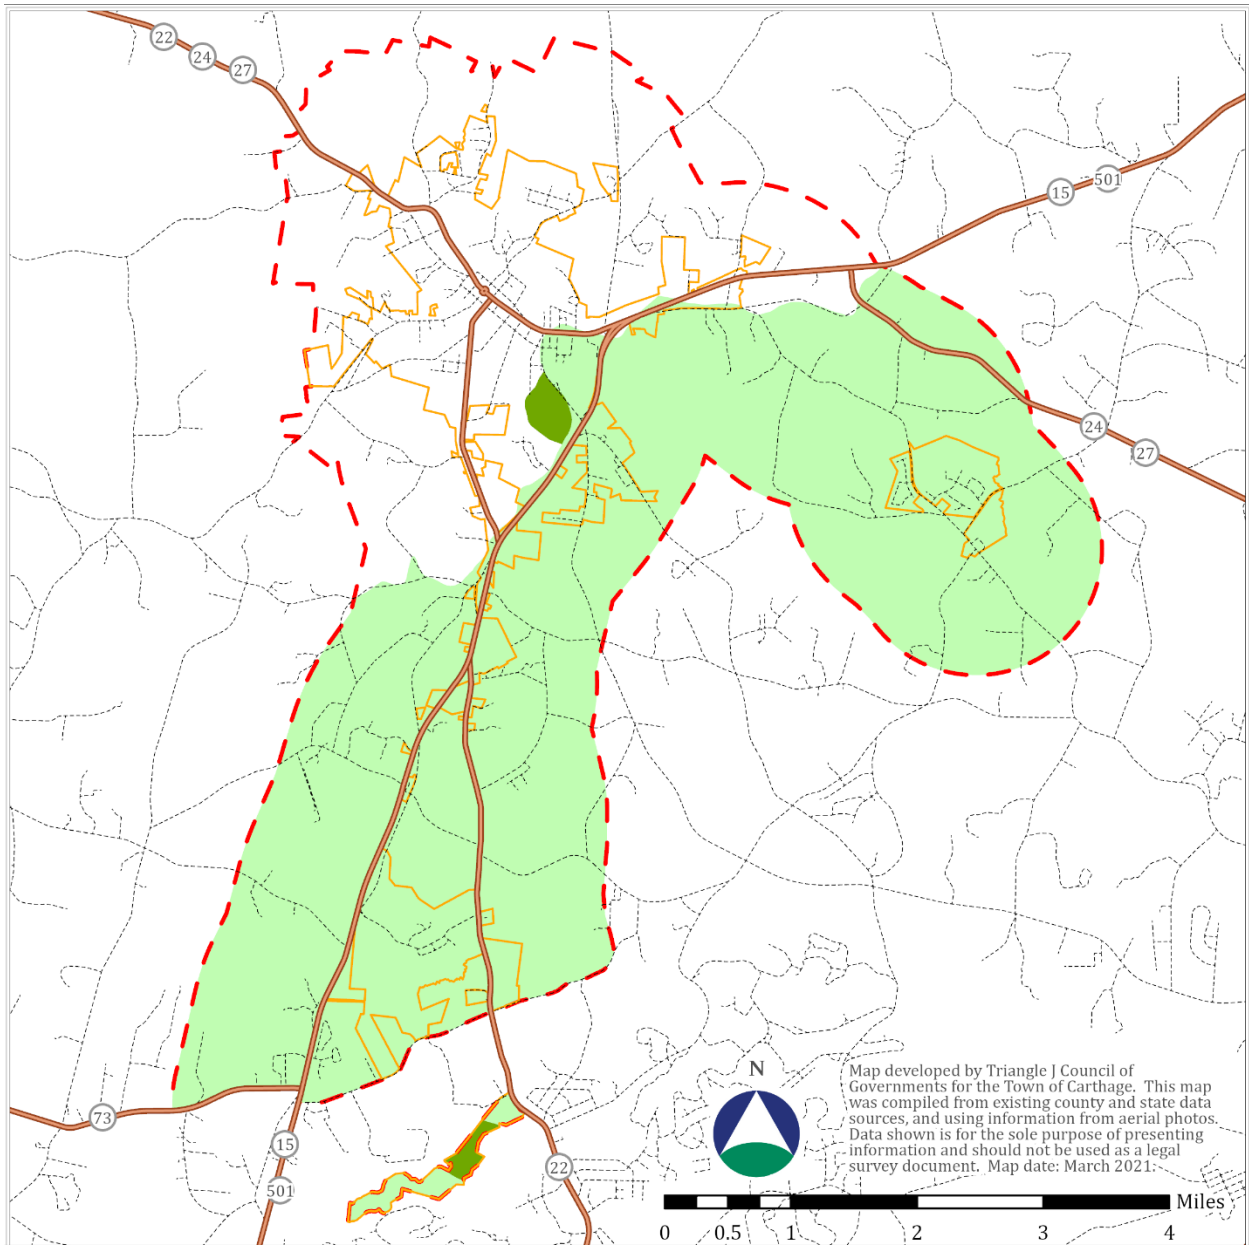 22
24
27
501
15
24
27
N
Map developed by Triangle J Council of
Governments for the Town of Carthage. This map
was compiled from existing county and state data
sources, and using information from aerial photos.
Data shown is for the sole purpose of presenting
information and should not be used as a legal
survey document. Map date: March 2021.
73
15
22
501
Miles
0 0.5 1 2 3 4